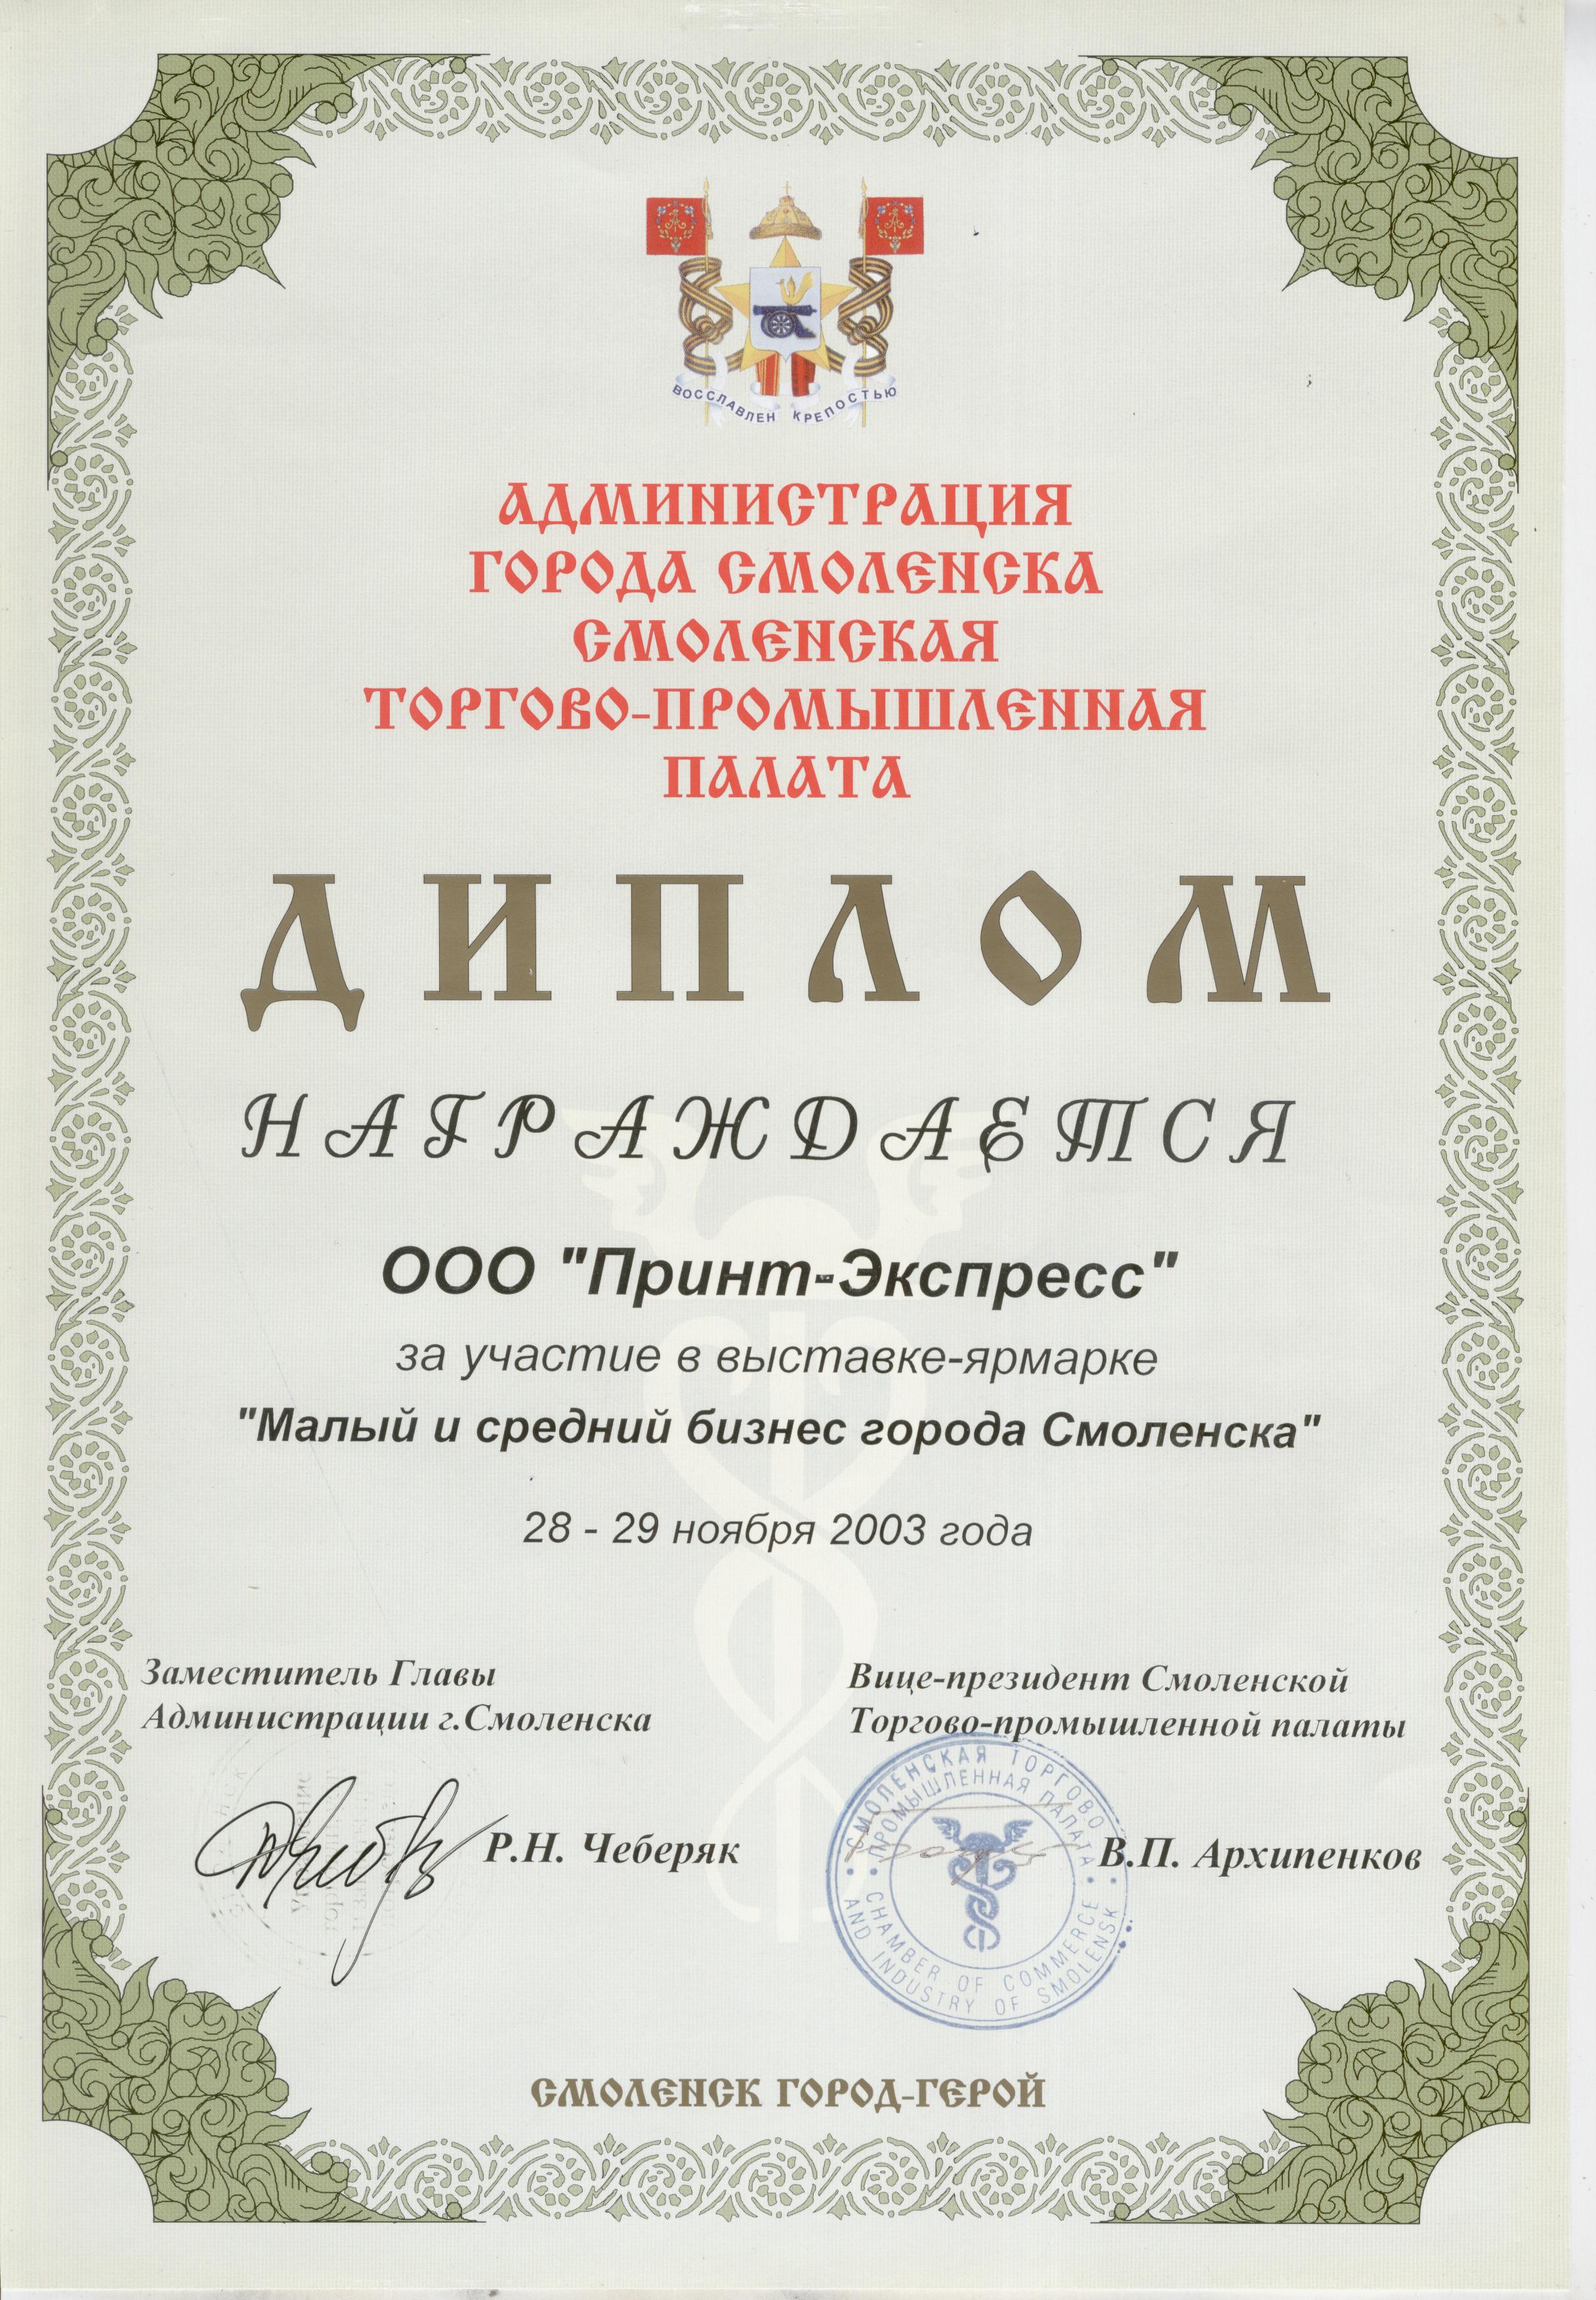 ВОССЛАВЛЕН КРЕПОСТЬЮ
АДМИНИСТРАЦИЯ
ГОРОДА СМОЛЕНСКА
СМОЛЕНСКАЯ
ТОРГОВО-ПРОМЫШЛЕННАЯ
ПАЛАТА
ДИПЛОМ
НАГРАЖДАЕТСЯ
ООО "Принт-Экспресс"
за участие в выставке-ярмарке
"Малый и средний бизнес города Смоленска"
28 - 29 ноября 2003 года
Заместитель Главы
Администрации г.Смоленска
Р.Н. Чеберяк
Вице-президент Смоленской
Торгово-промышленной палаты
В.П. Архипенков
СМОЛЕНСКАЯ ТОРГОВО
ПРОМЫШЛЕННАЯ ПАЛАТА
CHAMBER OF COMMERCE
AND INDUSTRY OF SMOLENSK
СМОЛЕНСК ГОРОД-ГЕРОЙ